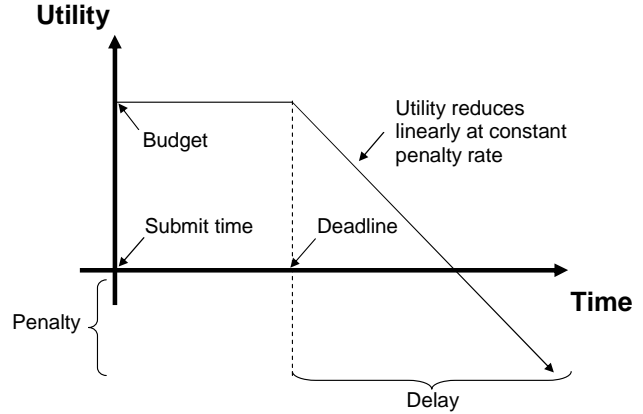 Utility
Utility reduces
linearly at constant
penalty rate
Budget
Submit time
Deadline
Time
Penalty
Delay